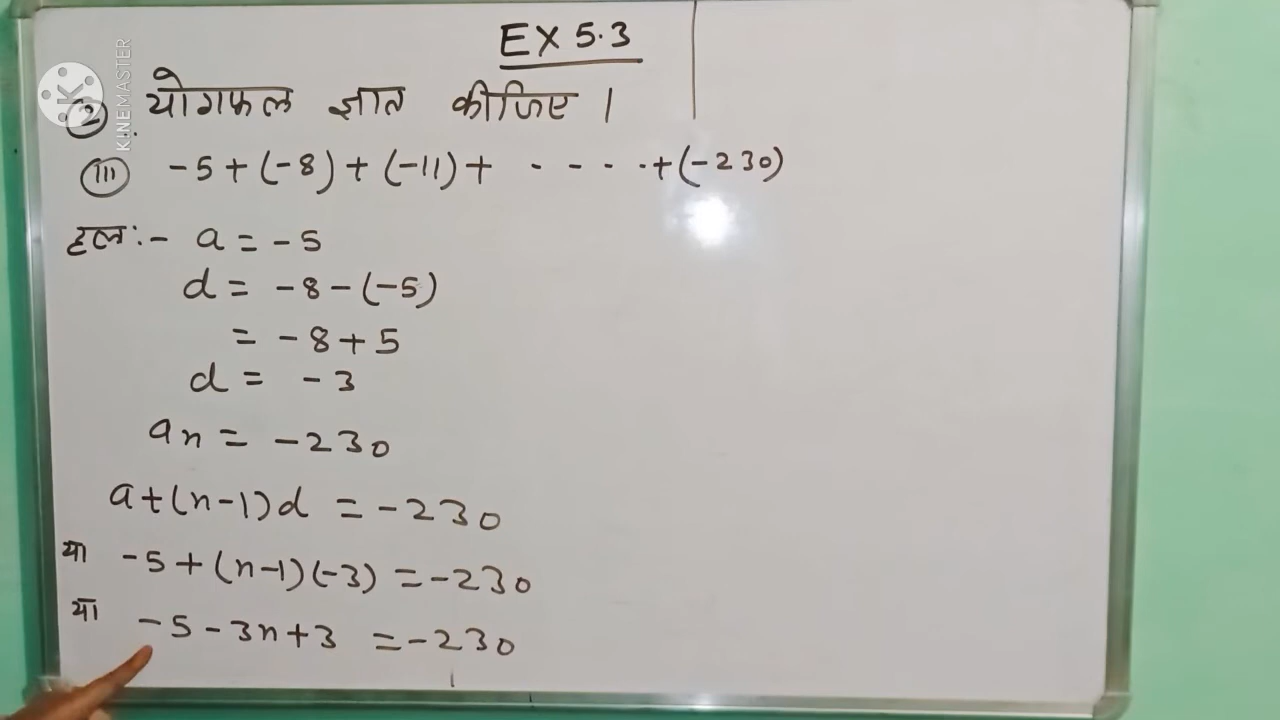 EX 5.3
② योगफल ज्ञात कीजिए।
(III) -5+(-8)+(-11)+ - - - - +(-230)
हल:- a = -5
d = -8-(-5)
= -8+5
d = -3
an = -230
a+(n-1)d = -230
या -5+(n-1)(-3) = -230
या -5-3n+3 = -230
KINEMASTER